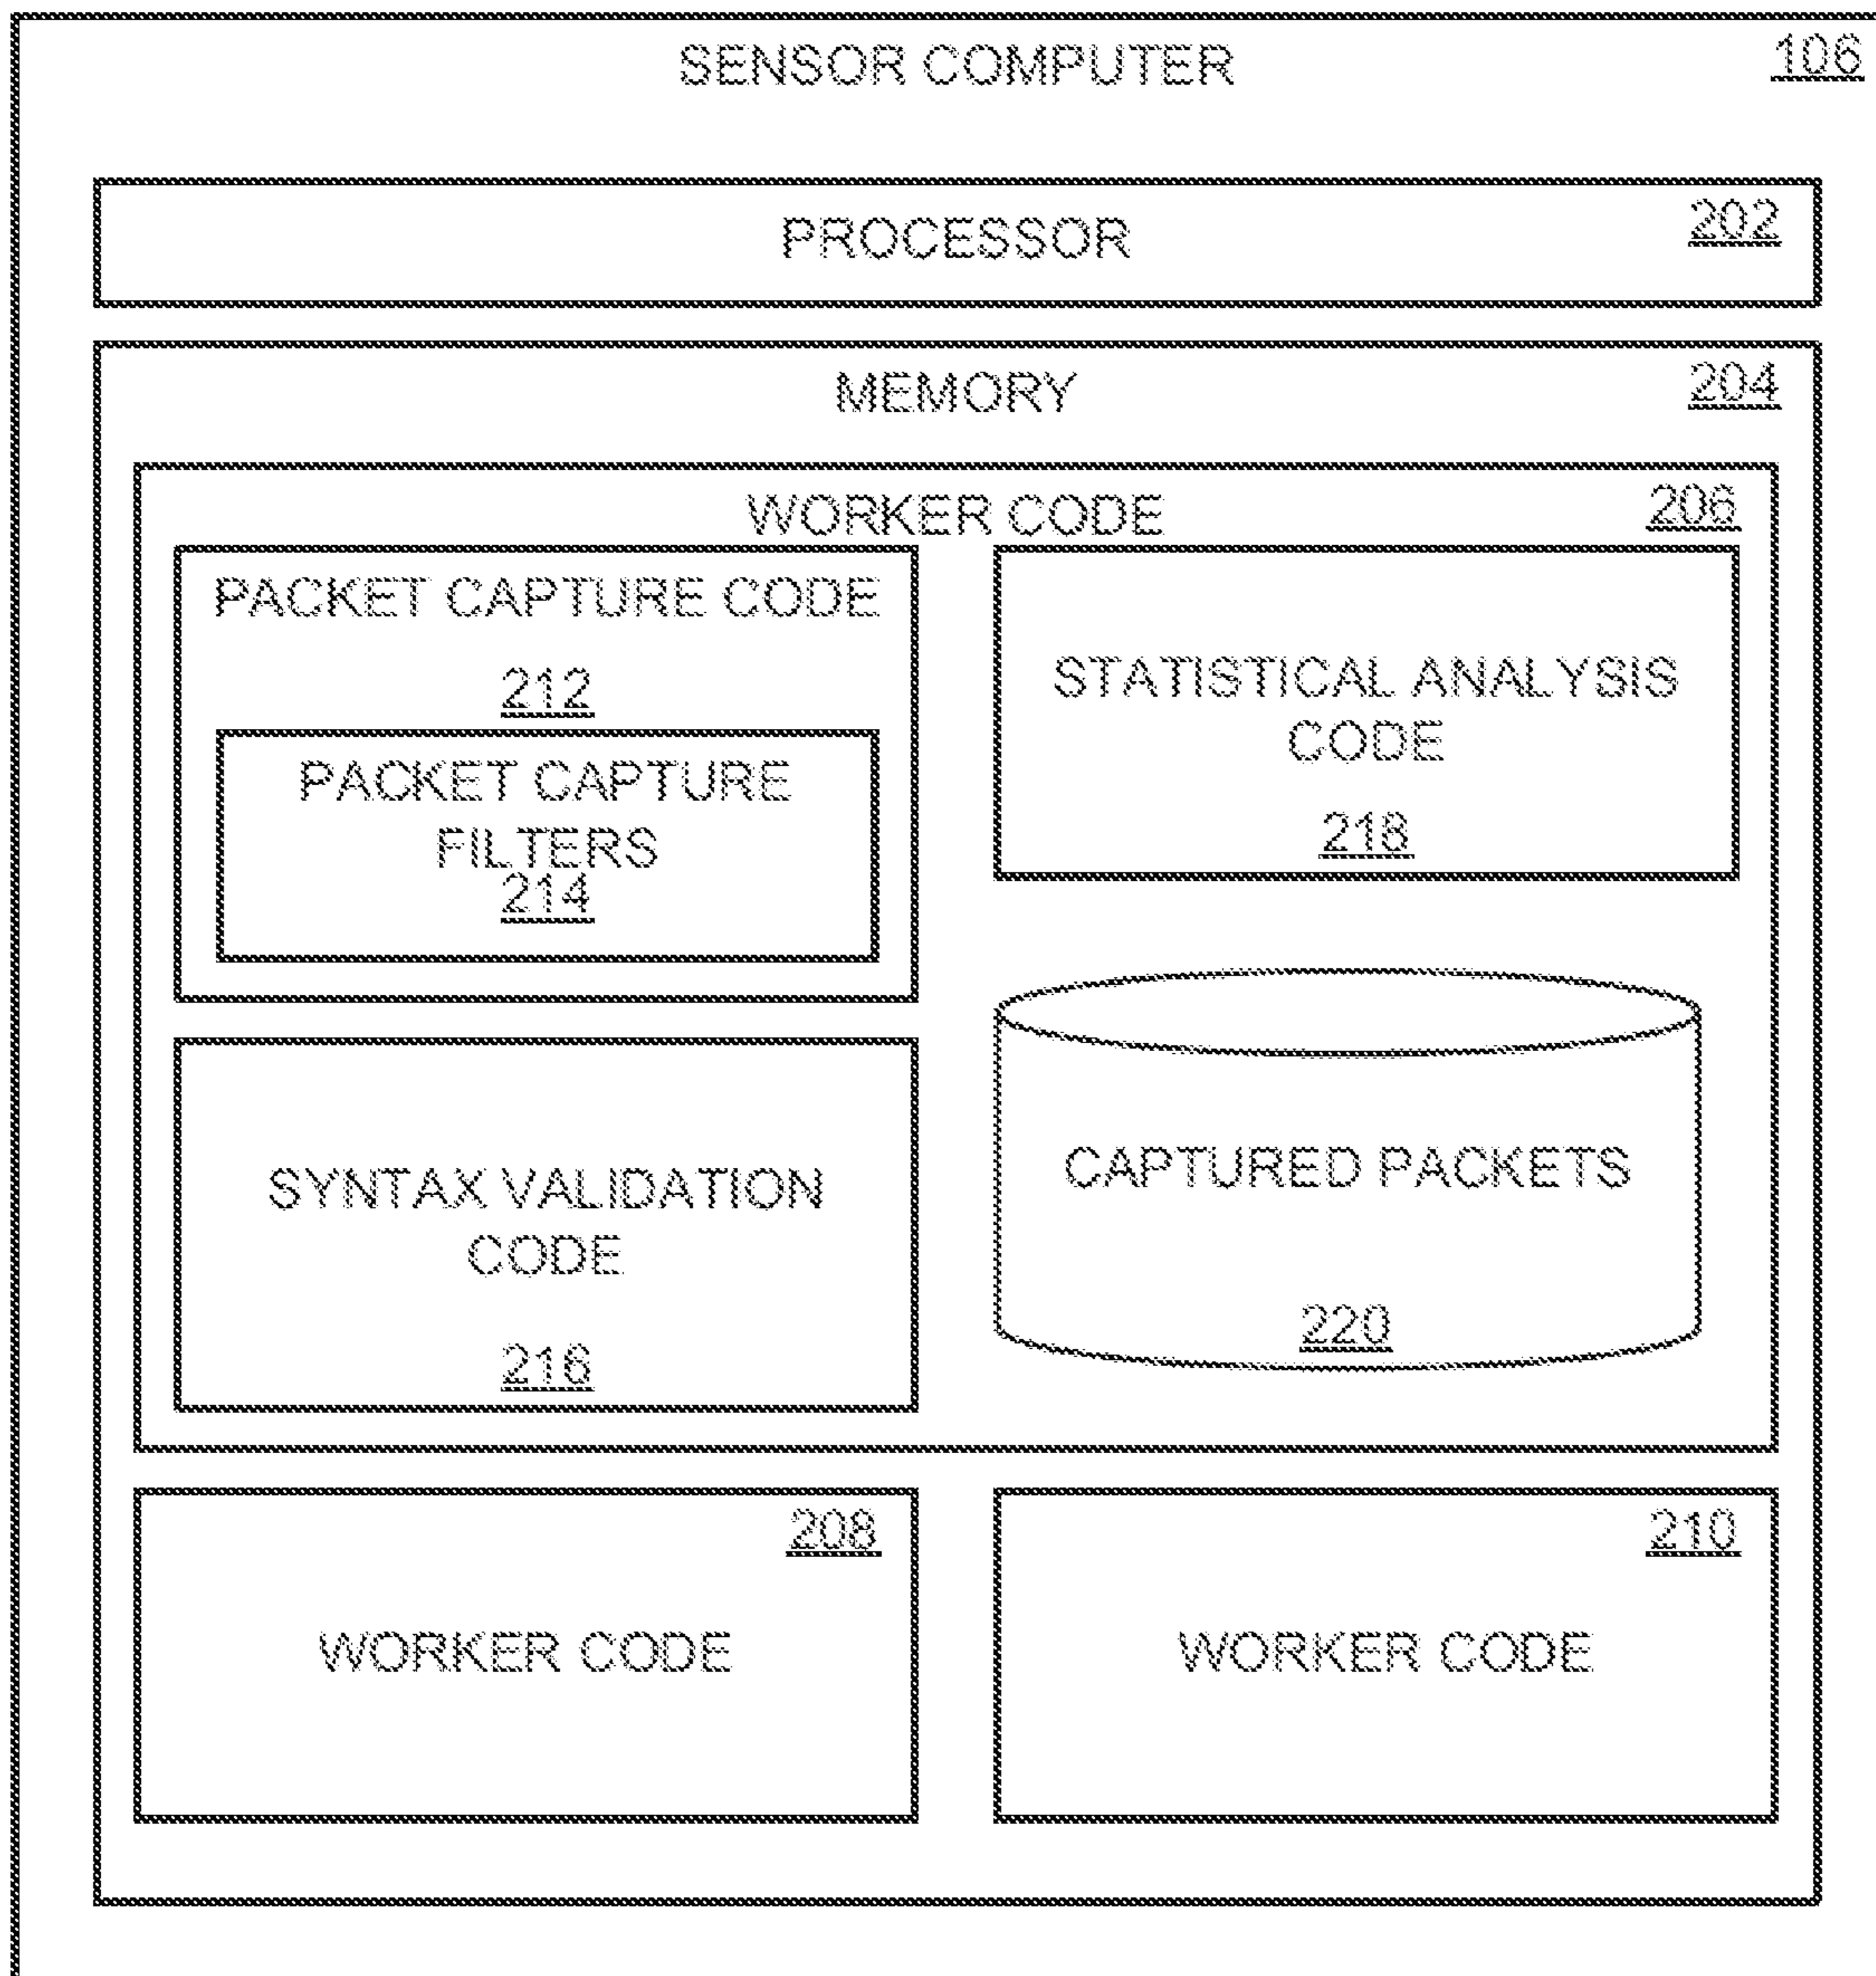 SENSOR COMPUTER 106
PROCESSOR 202
MEMORY 204
WORKER CODE 206
PACKET CAPTURE CODE
212
PACKET CAPTURE
FILTERS
214
STATISTICAL ANALYSIS
CODE
218
SYNTAX VALIDATION
CODE
216
CAPTURED PACKETS
220
208
WORKER CODE
210
WORKER CODE